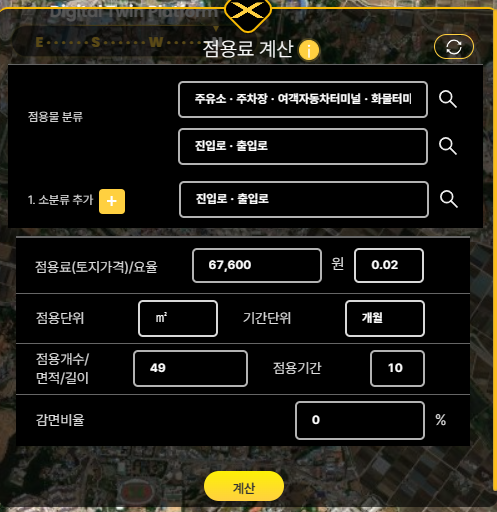 Digital Twin Platform
E S W
점용료 계산 i
점용물 분류
주유소 · 주차장 · 여객자동차터미널 · 화물터미
진입로 · 출입로
1. 소분류 추가 +
진입로 · 출입로
점용료(토지가격)/요율
67,600
원
0.02
점용단위
㎡
기간단위
개월
점용개수/
면적/길이
49
점용기간
10
감면비율
0
%
계산